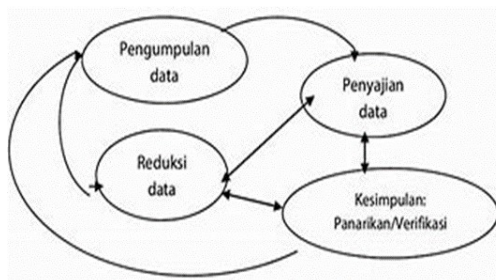 Pengumpulan
data
Penyajian
data
Reduksi
data
Kesimpulan:
Panarikan/Verifikasi